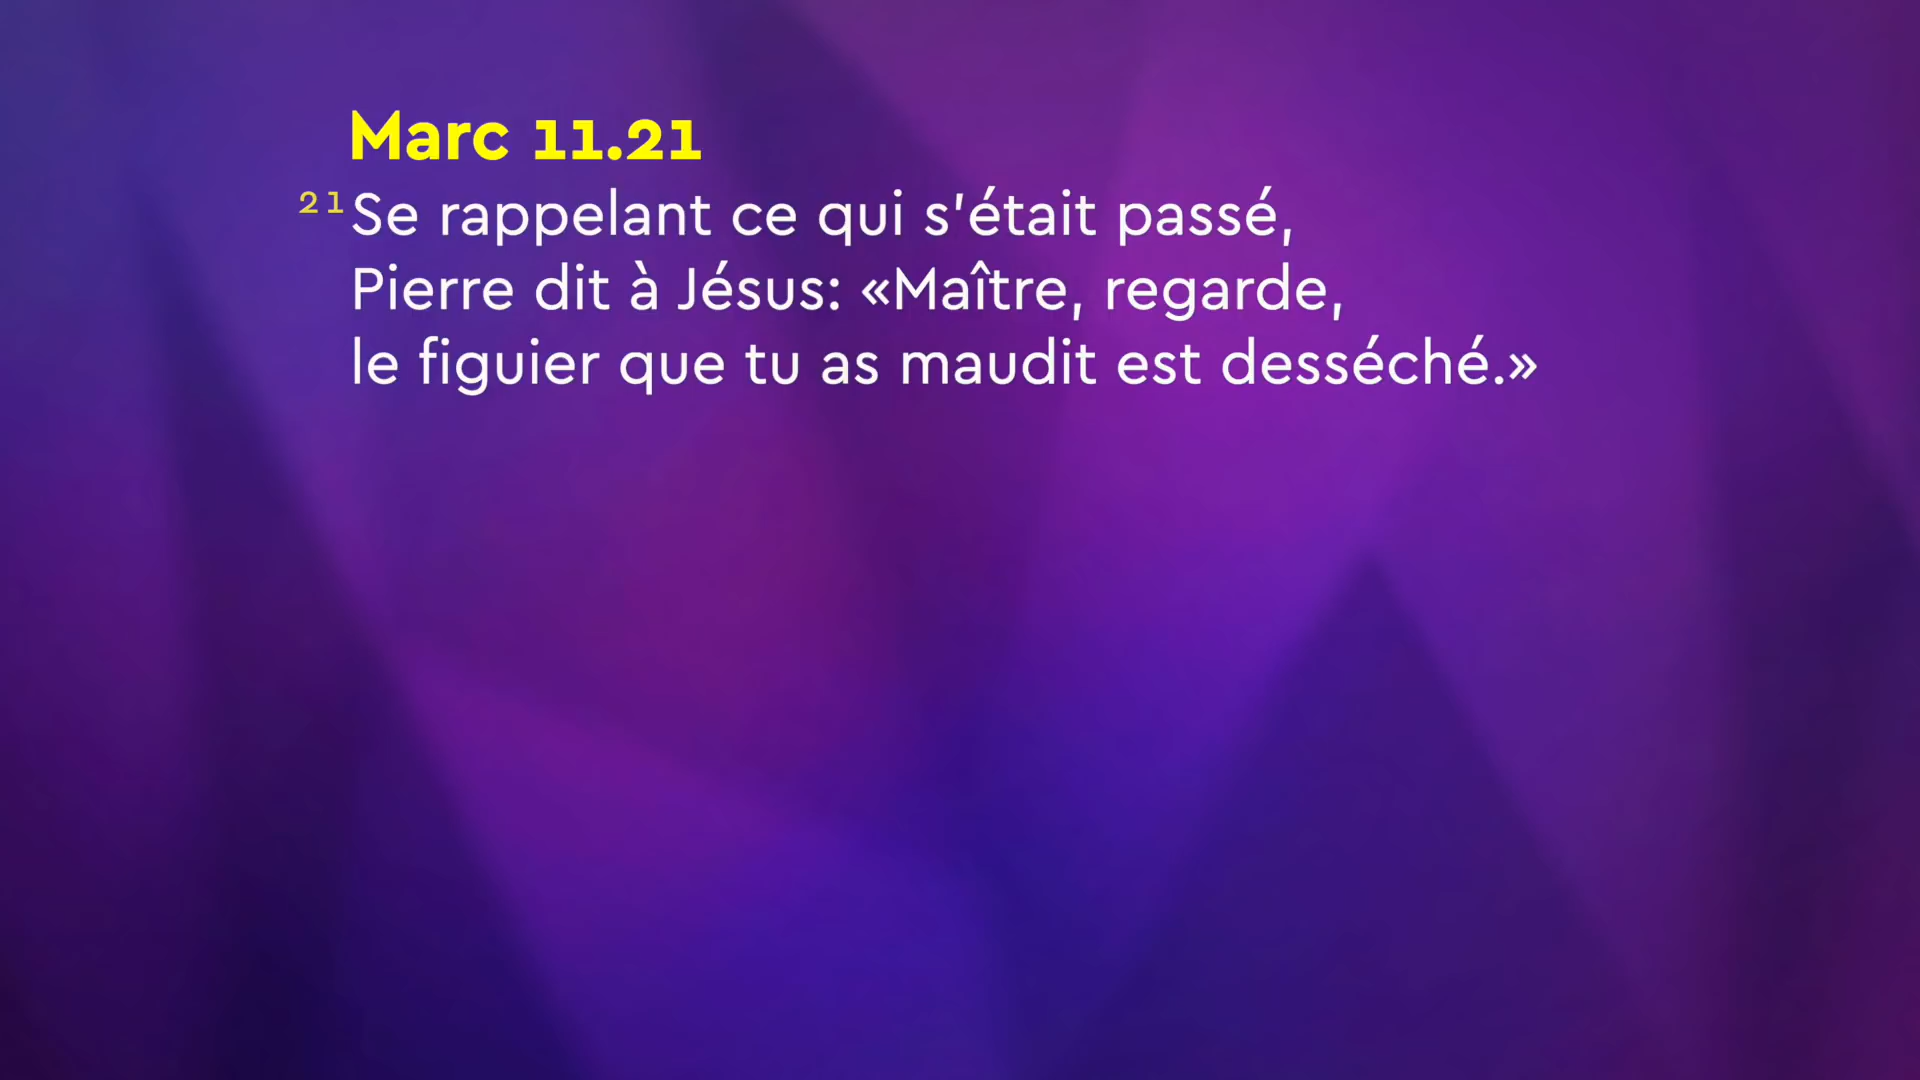 Marc 11.21
21 Se rappelant ce qui s'était passé,
Pierre dit à Jésus: «Maître, regarde,
le figuier que tu as maudit est desséché.»